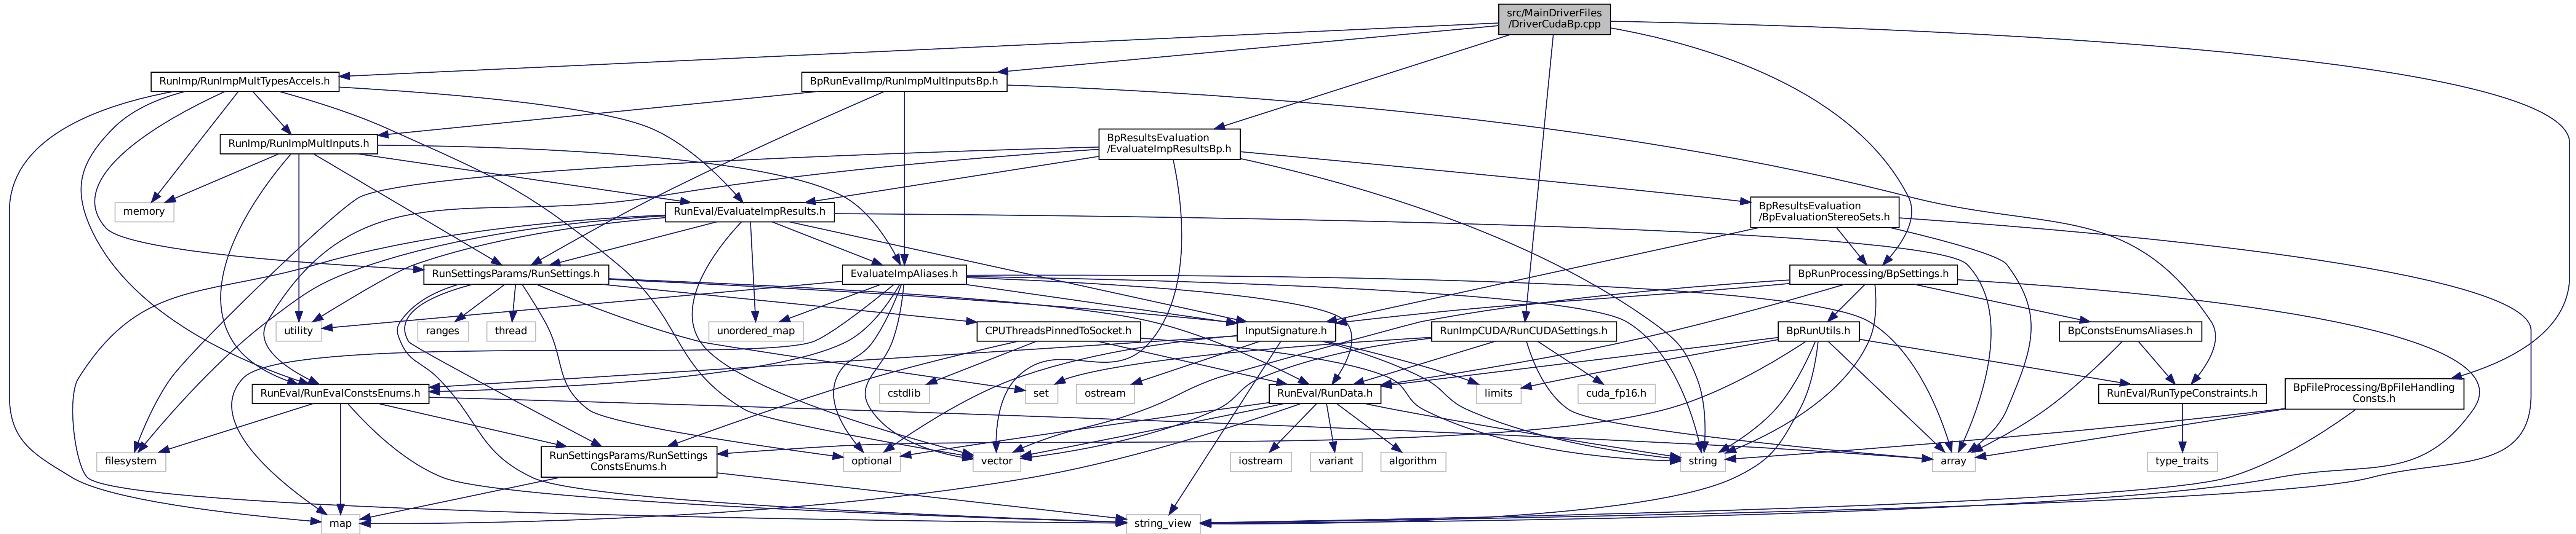 src/MainDriverFiles
/DriverCudaBp.cpp
RunImp/RunImpMultTypesAccels.h
BpRunEvalImp/RunImpMultInputsBp.h
RunImp/RunImpMultInputs.h
BpResultsEvaluation
/EvaluateImpResultsBp.h
memory
RunEval/EvaluateImpResults.h
BpResultsEvaluation
/BpEvaluationStereoSets.h
RunSettingsParams/RunSettings.h
EvaluateImpAliases.h
BpRunProcessing/BpSettings.h
utility
ranges
thread
unordered_map
CPUThreadsPinnedToSocket.h
InputSignature.h
RunImpCUDA/RunCUDASettings.h
BpRunUtils.h
BpConstsEnumsAliases.h
RunEval/RunEvalConstsEnums.h
cstdlib
set
ostream
RunEval/RunData.h
limits
cuda_fp16.h
RunEval/RunTypeConstraints.h
BpFileProcessing/BpFileHandling
Consts.h
filesystem
RunSettingsParams/RunSettings
ConstsEnums.h
optional
vector
iostream
variant
algorithm
string
array
type_traits
map
string_view